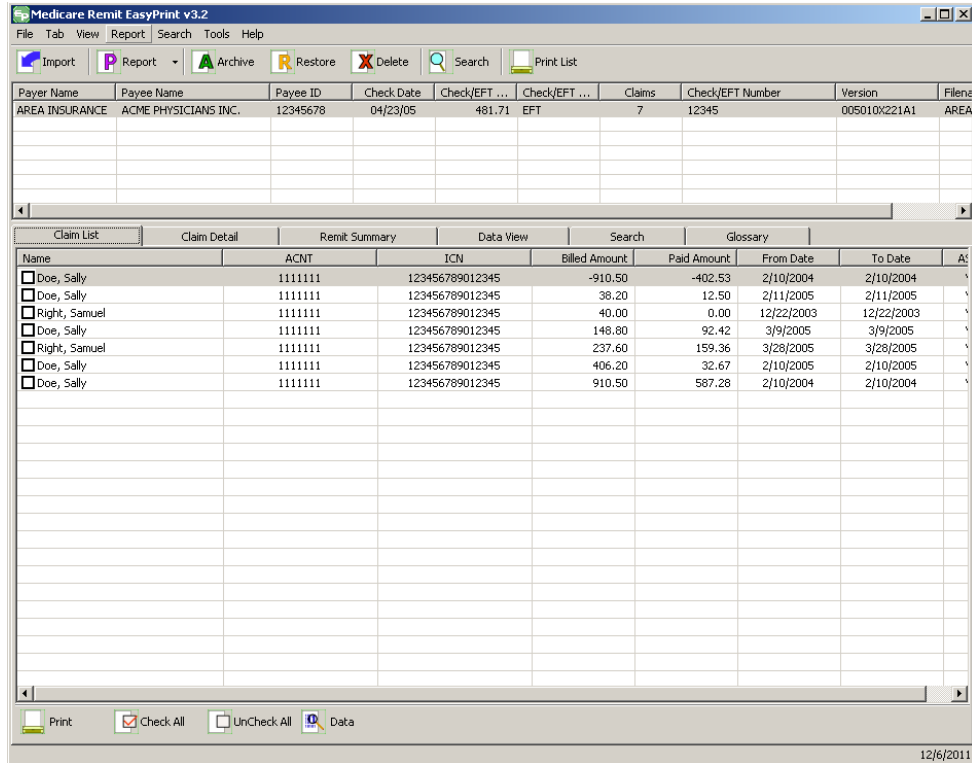 Medicare Remit EasyPrint v3.2
File Tab View Report Search Tools Help
Import Report Archive Restore Delete Search Print List
Payer Name Payee Name Payee ID Check Date Check/EFT ... Check/EFT ... Claims Check/EFT Number Version Filena
AREA INSURANCE ACME PHYSICIANS INC. 12345678 04/23/05 481.71 EFT 7 12345 005010X221A1 AREA
Claim List Claim Detail Remit Summary Data View Search Glossary
Name ACNT ICN Billed Amount Paid Amount From Date To Date AS
Doe, Sally 1111111 123456789012345 -910.50 -402.53 2/10/2004 2/10/2004
Doe, Sally 1111111 123456789012345 38.20 12.50 2/11/2005 2/11/2005
Right, Samuel 1111111 123456789012345 40.00 0.00 12/22/2003 12/22/2003
Doe, Sally 1111111 123456789012345 148.80 92.42 3/9/2005 3/9/2005
Right, Samuel 1111111 123456789012345 237.60 159.36 3/28/2005 3/28/2005
Doe, Sally 1111111 123456789012345 406.20 32.67 2/10/2005 2/10/2005
Doe, Sally 1111111 123456789012345 910.50 587.28 2/10/2004 2/10/2004
Print Check All UnCheck All Data
12/6/2011